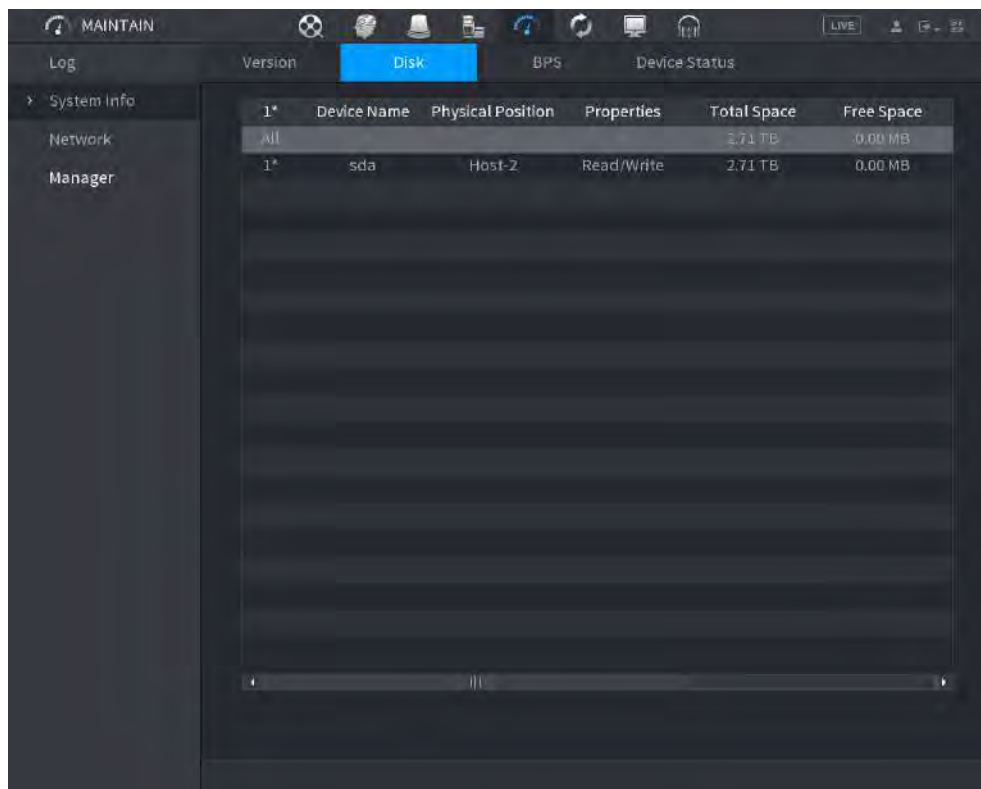 MAINTAIN LIVE
Log Version Disk BPS Device Status
System Info
1* Device Name Physical Position Properties Total Space Free Space
Network All 2.71 TB 0.00 MB
1* sda Host-2 Read/Write 2.71 TB 0.00 MB
Manager